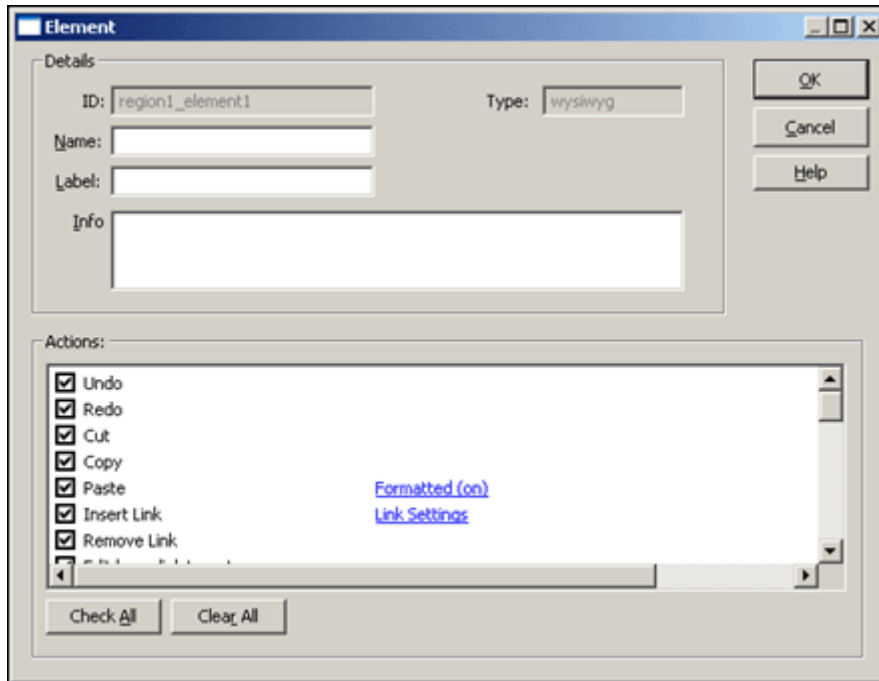 Element
Details
ID: region1_element1 Type: wysiwyg
Name:
Label:
Info
OK
Cancel
Help
Actions:
Undo
Redo
Cut
Copy
Paste Formatted (on)
Insert Link Link Settings
Remove Link
Check All Clear All